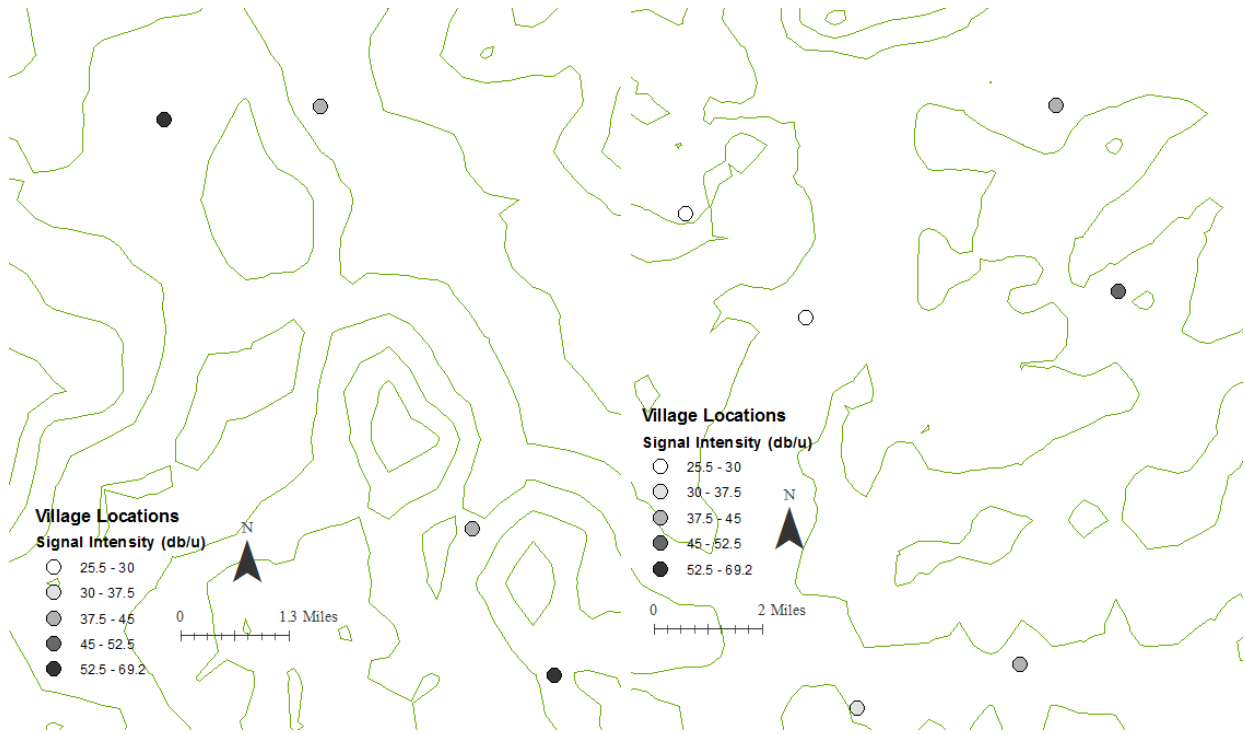 Village Locations
Signal Intensity (db/u)
25.5 - 30
30 - 37.5
37.5 - 45
45 - 52.5
52.5 - 69.2
N
0 1.3 Miles
Village Locations
Signal Intensity (db/u)
25.5 - 30
30 - 37.5
37.5 - 45
45 - 52.5
52.5 - 69.2
N
0 2 Miles